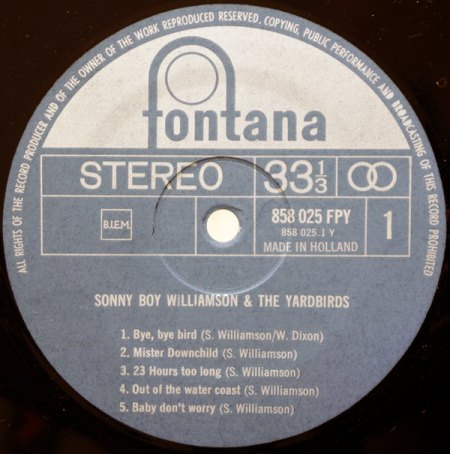 ALL RIGHTS OF THE RECORD PRODUCER AND OF THE OWNER OF THE WORK REPRODUCED RESERVED. COPYING, PUBLIC PERFORMANCE AND BROADCASTING OF THIS RECORD PROHIBITED
fontana
STEREO 33 1/3
B.I.E.M. 858 025 FPY 1
858 025.1 Y
MADE IN HOLLAND
SONNY BOY WILLIAMSON & THE YARDBIRDS
1. Bye, bye bird (S. Williamson/W. Dixon)
2. Mister Downchild (S. Williamson)
3. 23 Hours too long (S. Williamson)
4. Out of the water coast (S. Williamson)
5. Baby don't worry (S. Williamson)